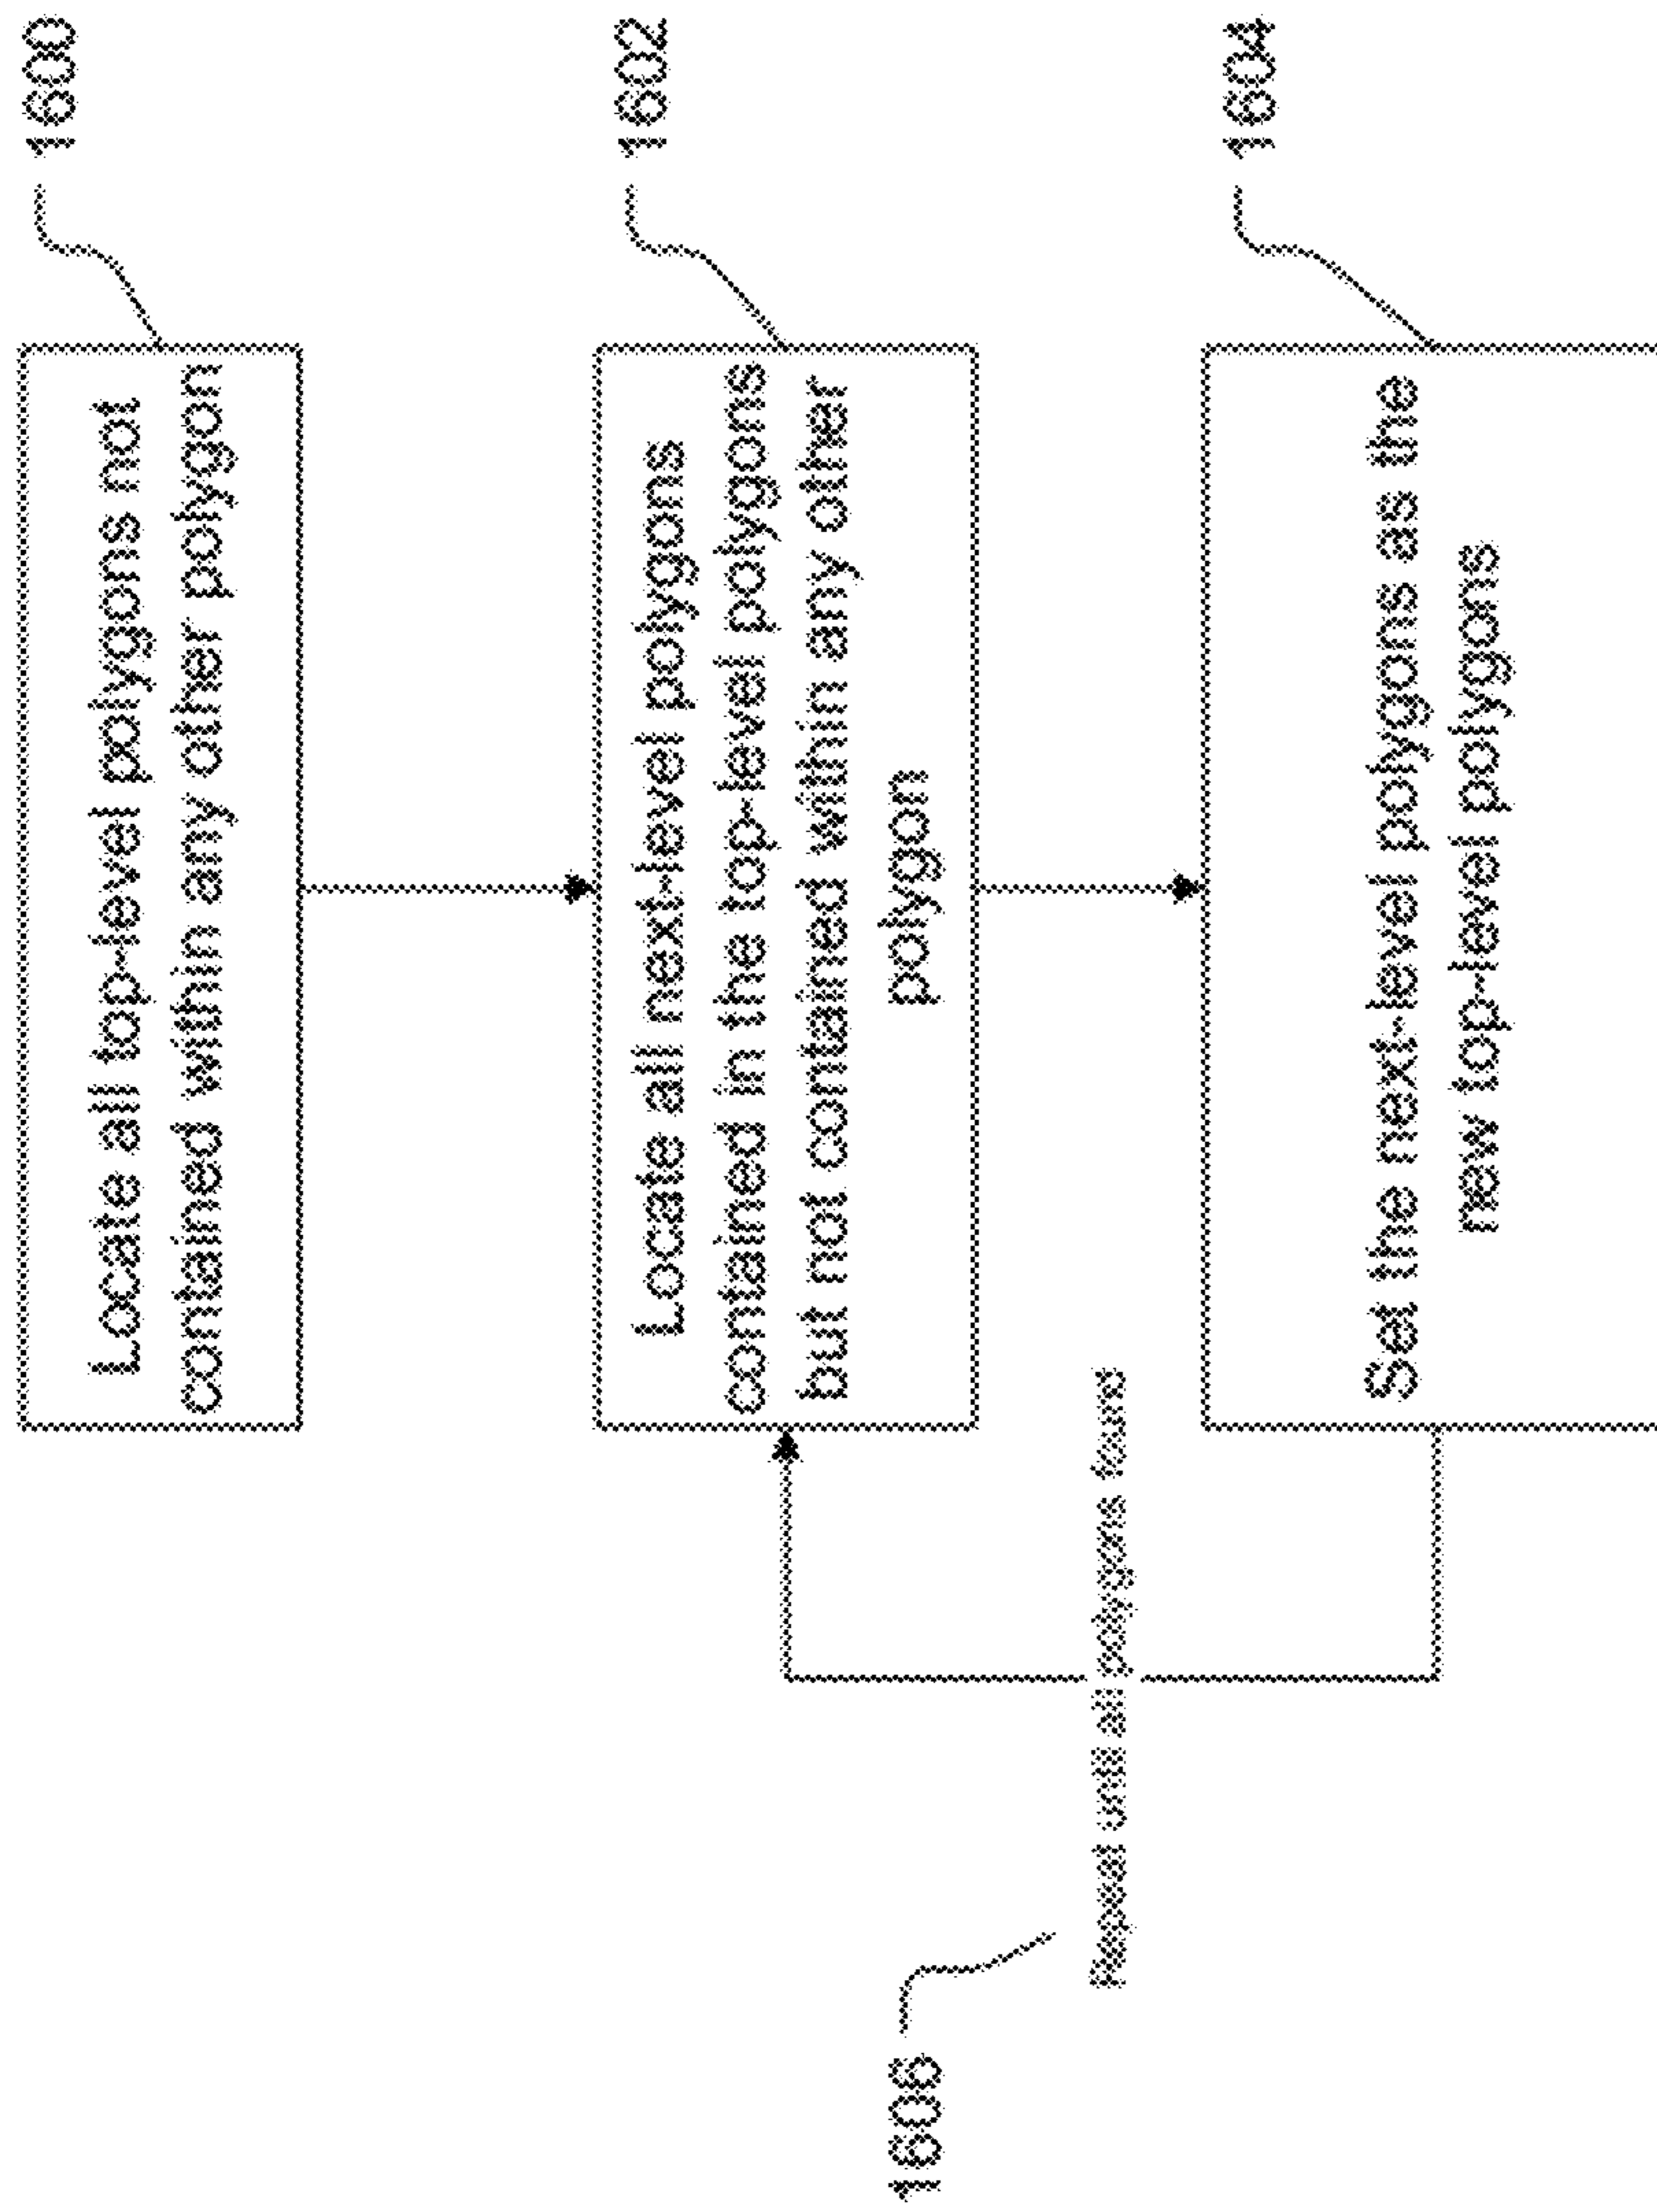 Locate all top-level polygons not
contained within any other polygon
1600
Locate all next-level polygons
contained in the top-level polygons
but not contained within any other
polygon
1602
1606
Repeat until all polygons found
Set the next-level polygons as the
new top-level polygons
1604